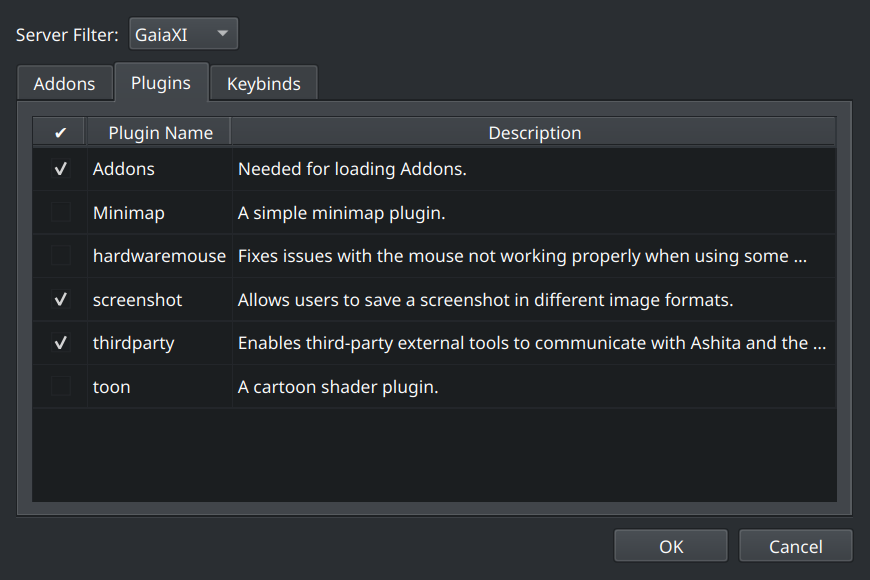 Server Filter: GaiaXI
Addons Plugins Keybinds
✔ Plugin Name Description
✓ Addons Needed for loading Addons.
Minimap A simple minimap plugin.
hardwaremouse Fixes issues with the mouse not working properly when using some ...
✓ screenshot Allows users to save a screenshot in different image formats.
✓ thirdparty Enables third-party external tools to communicate with Ashita and the ...
toon A cartoon shader plugin.
OK Cancel